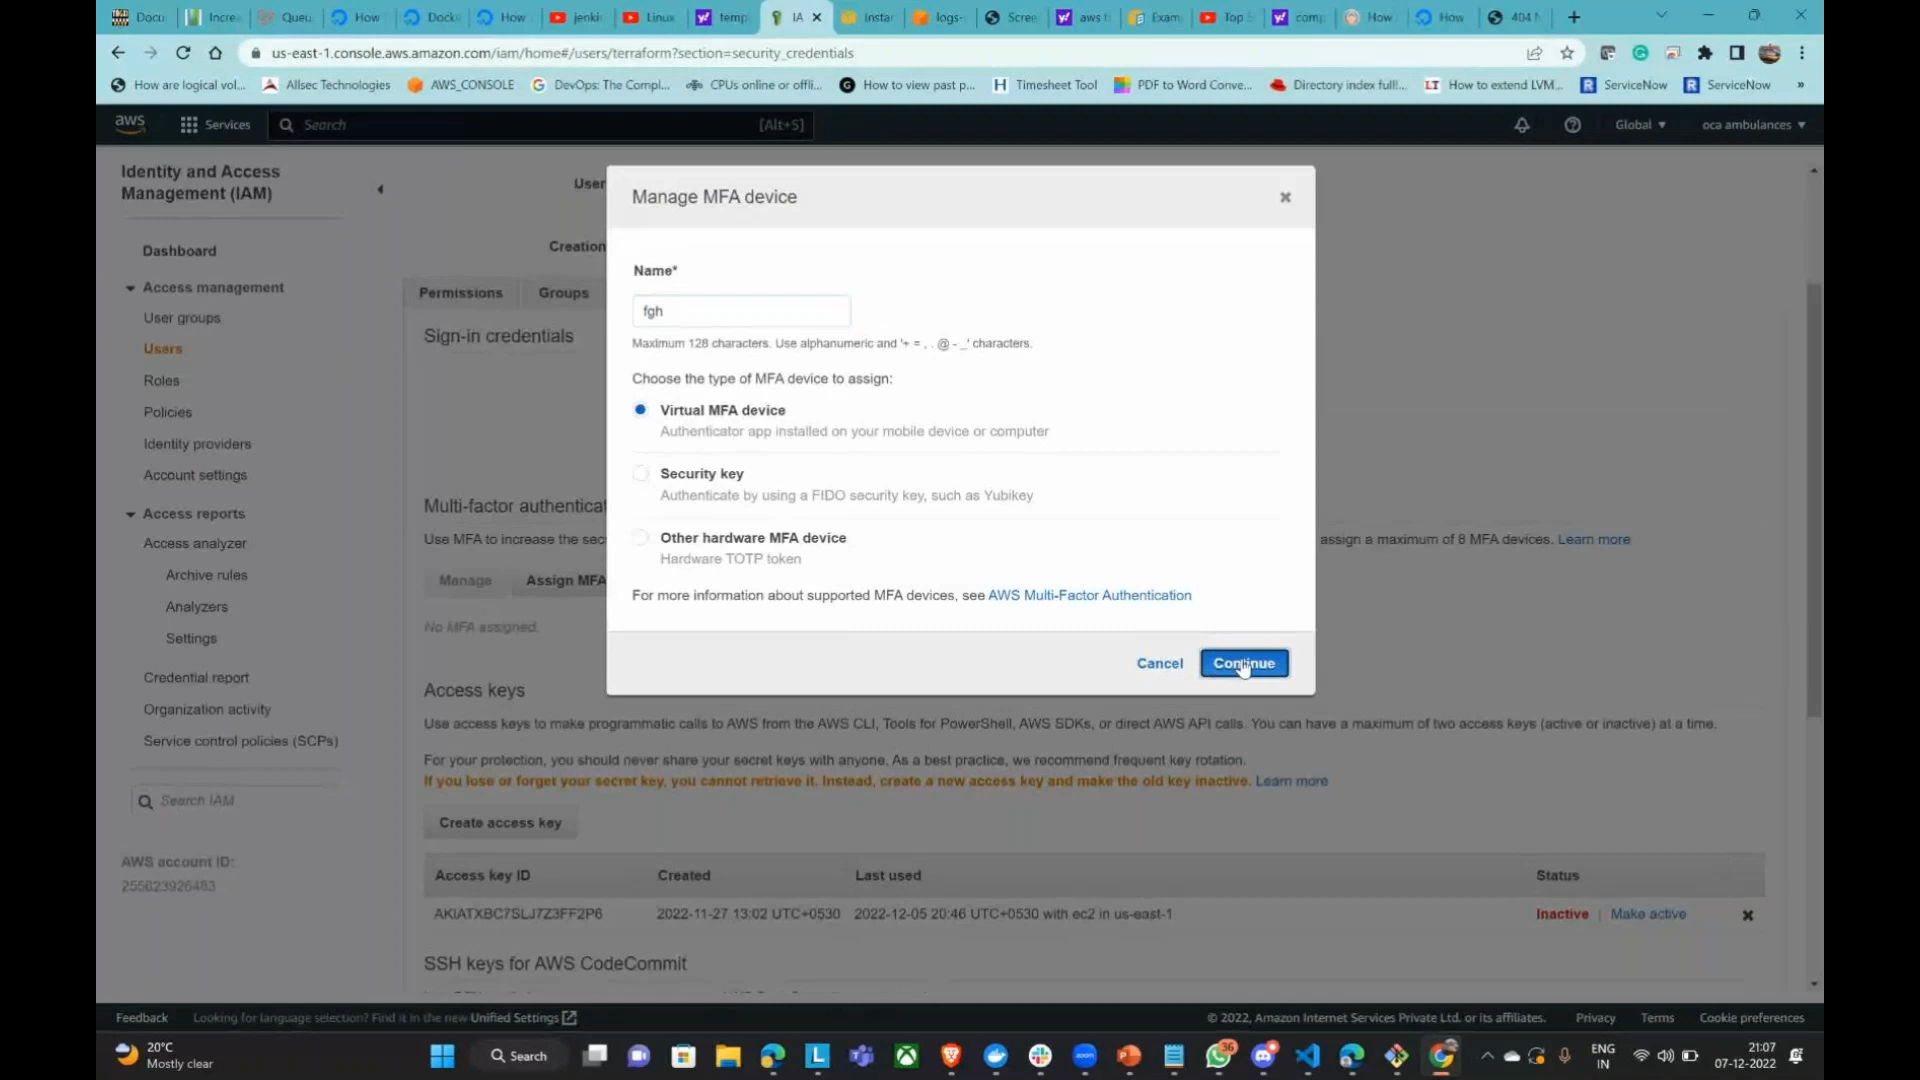 Docu
Incre
Queu
How
Dock
How
jenki
Linux
temp
IA
Instar
logs-
Scree
aws t
Exam
Top
comp
How
How
404 N
us-east-1.console.aws.amazon.com/iam/home#/users/terraform?section=security_credentials
How are logical vol...
Allsec Technologies
AWS_CONSOLE
DevOps: The Compl...
CPUs online or offli...
How to view past p...
Timesheet Tool
PDF to Word Conve...
Directory index full!...
How to extend LVM...
ServiceNow
ServiceNow
aws
Services
Search
[Alt+S]
Global
oca ambulances
Identity and Access
Management (IAM)
Dashboard
Access management
User groups
Users
Roles
Policies
Identity providers
Account settings
Access reports
Access analyzer
Archive rules
Analyzers
Settings
Credential report
Organization activity
Service control policies (SCPs)
Search IAM
AWS account ID:
User
Creation
Permissions
Groups
Sign-in credentials
Multi-factor authenticat
Use MFA to increase the sec
assign a maximum of 8 MFA devices. Learn more
Manage
Assign MFA
No MFA assigned.
Manage MFA device
Name*
fgh
Maximum 128 characters. Use alphanumeric and '+ = , . @ - _' characters.
Choose the type of MFA device to assign:
Virtual MFA device
Authenticator app installed on your mobile device or computer
Security key
Authenticate by using a FIDO security key, such as Yubikey
Other hardware MFA device
Hardware TOTP token
For more information about supported MFA devices, see AWS Multi-Factor Authentication
Cancel
Continue
Access keys
Use access keys to make programmatic calls to AWS from the AWS CLI, Tools for PowerShell, AWS SDKs, or direct AWS API calls. You can have a maximum of two access keys (active or inactive) at a time.
For your protection, you should never share your secret keys with anyone. As a best practice, we recommend frequent key rotation.
If you lose or forget your secret key, you cannot retrieve it. Instead, create a new access key and make the old key inactive. Learn more
Create access key
Access key ID
Created
Last used
Status
AKIATXBC7SLJ7Z3FF2P6
2022-11-27 13:02 UTC+0530
2022-12-05 20:46 UTC+0530 with ec2 in us-east-1
Inactive | Make active
SSH keys for AWS CodeCommit
Feedback
Looking for language selection? Find it in the new Unified Settings
© 2022, Amazon Internet Services Private Ltd. or its affiliates.
Privacy
Terms
Cookie preferences
20°C
Mostly clear
Search
36
ENG
IN
21:07
07-12-2022